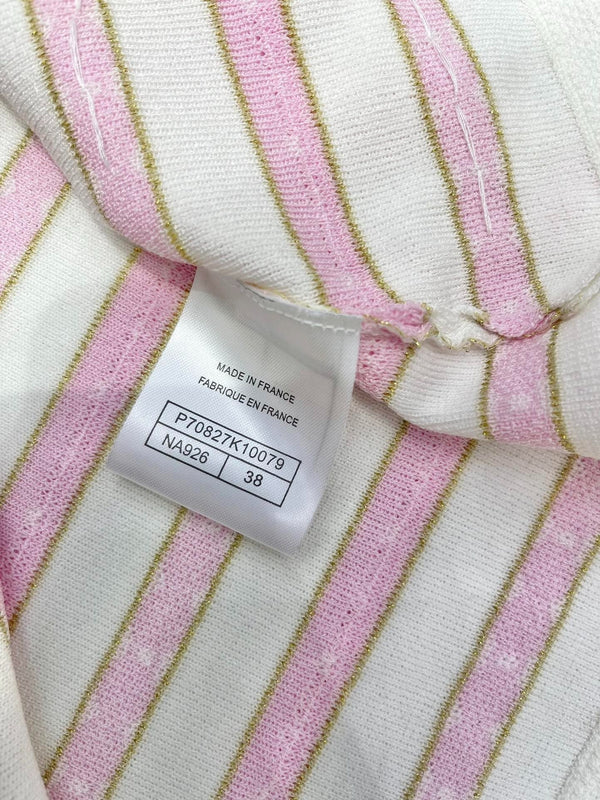 MADE IN FRANCE
FABRIQUE EN FRANCE
P70827K10079
NA926 38